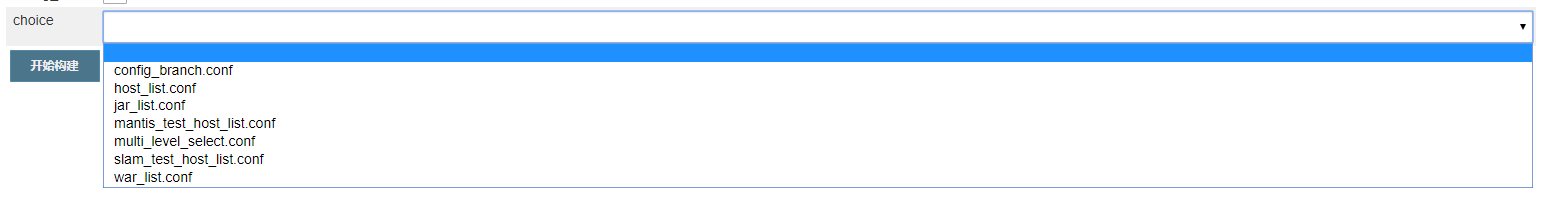 choice
开始构建
config_branch.conf
host_list.conf
jar_list.conf
mantis_test_host_list.conf
multi_level_select.conf
slam_test_host_list.conf
war_list.conf